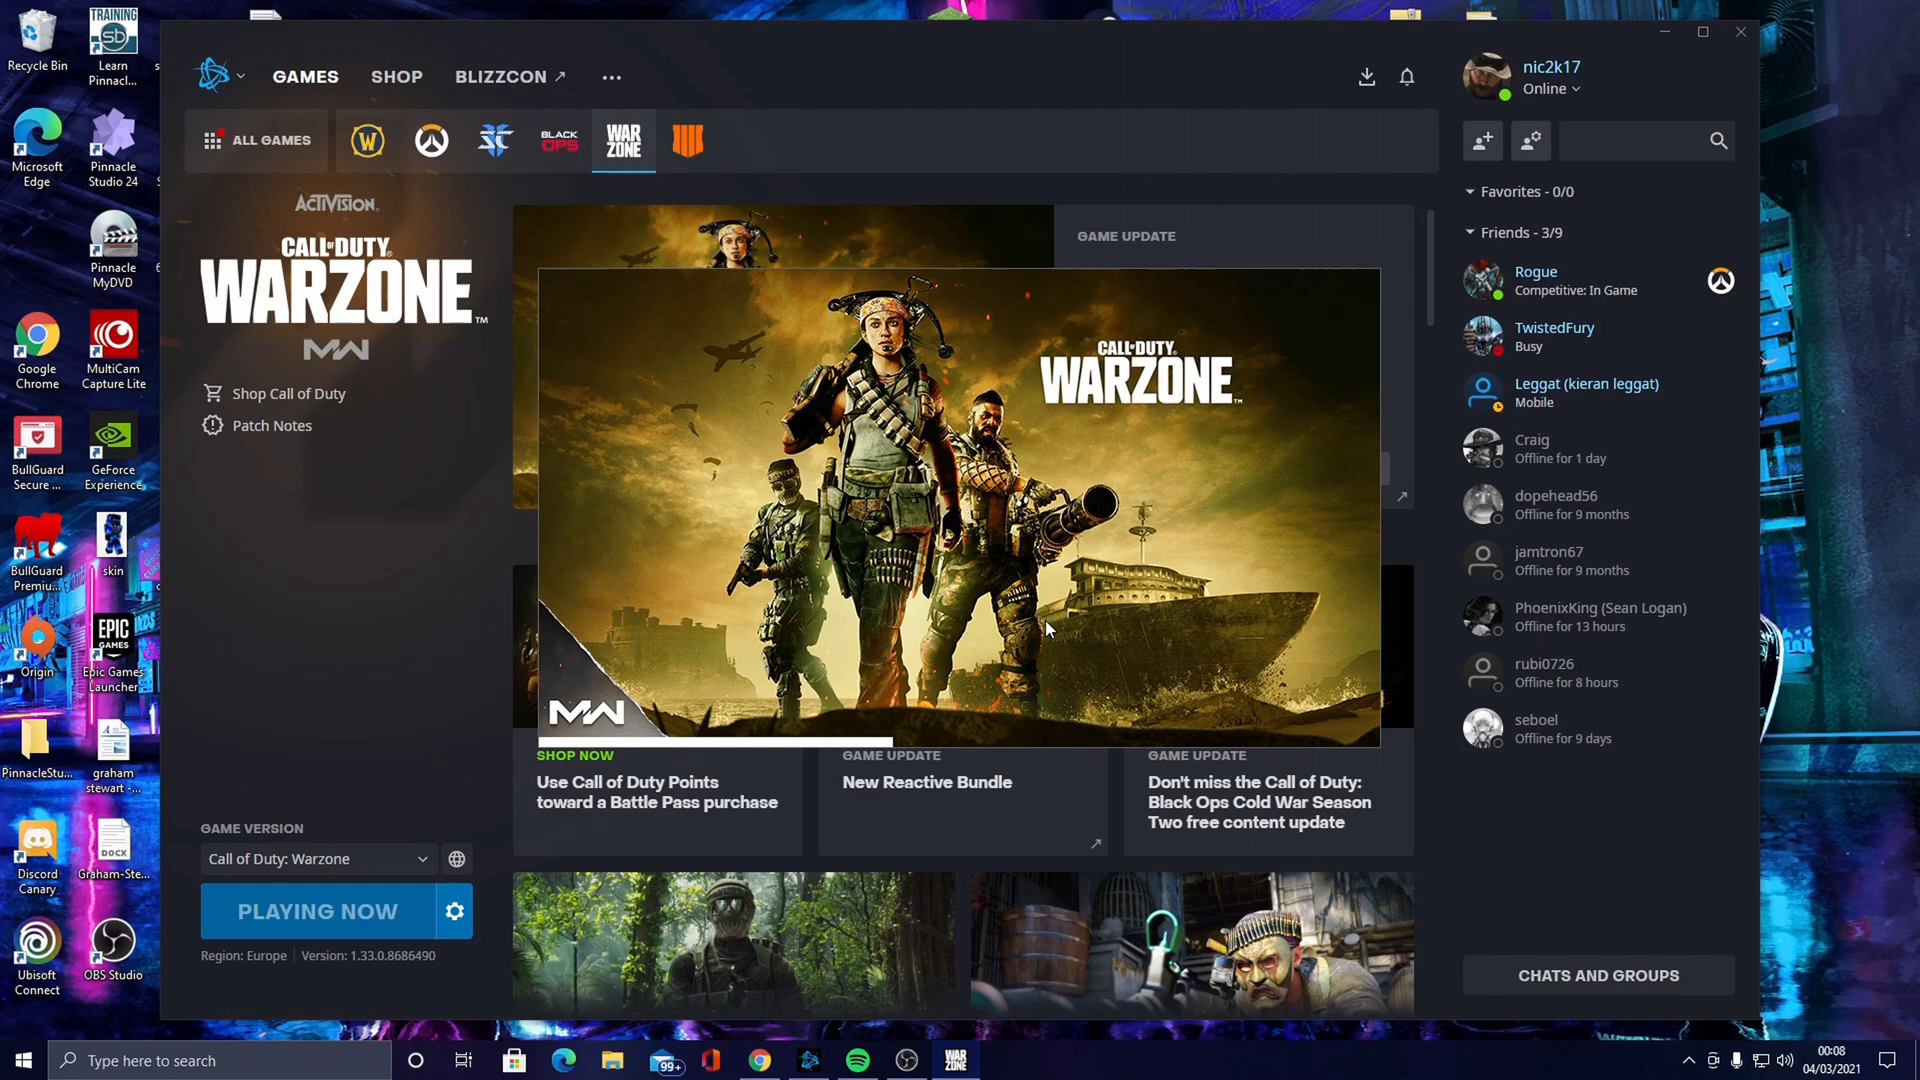 Recycle Bin
TRAINING
sb
Learn
Pinnacl...
Microsoft
Edge
Pinnacle
Studio 24
Pinnacle
MyDVD
Google
Chrome
MultiCam
Capture Lite
BullGuard
Secure ...
GeForce
Experience
BullGuard
Premiu...
skin
Origin
EPIC
GAMES
Epic Games
Launcher
PinnacleStu...
graham
stewart -...
Discord
Canary
DOCX
Graham-Ste...
Ubisoft
Connect
OBS Studio
GAMES
SHOP
BLIZZCON
ALL GAMES
BLACK
OPS
WAR
ZONE
ACTIVISION
CALL OF DUTY
WARZONE™
MW
Shop Call of Duty
Patch Notes
GAME VERSION
Call of Duty: Warzone
PLAYING NOW
Region: Europe
Version: 1.33.0.8686490
GAME UPDATE
CALL OF DUTY
WARZONE™
MW
SHOP NOW
Use Call of Duty Points
toward a Battle Pass purchase
GAME UPDATE
New Reactive Bundle
GAME UPDATE
Don't miss the Call of Duty:
Black Ops Cold War Season
Two free content update
nic2k17
Online
Favorites - 0/0
Friends - 3/9
Rogue
Competitive: In Game
TwistedFury
Busy
Leggat (kieran leggat)
Mobile
Craig
Offline for 1 day
dopehead56
Offline for 9 months
jamtron67
Offline for 9 months
PhoenixKing (Sean Logan)
Offline for 13 hours
rubi0726
Offline for 8 hours
seboel
Offline for 9 days
CHATS AND GROUPS
Type here to search
99+
WAR
ZONE
00:08
04/03/2021